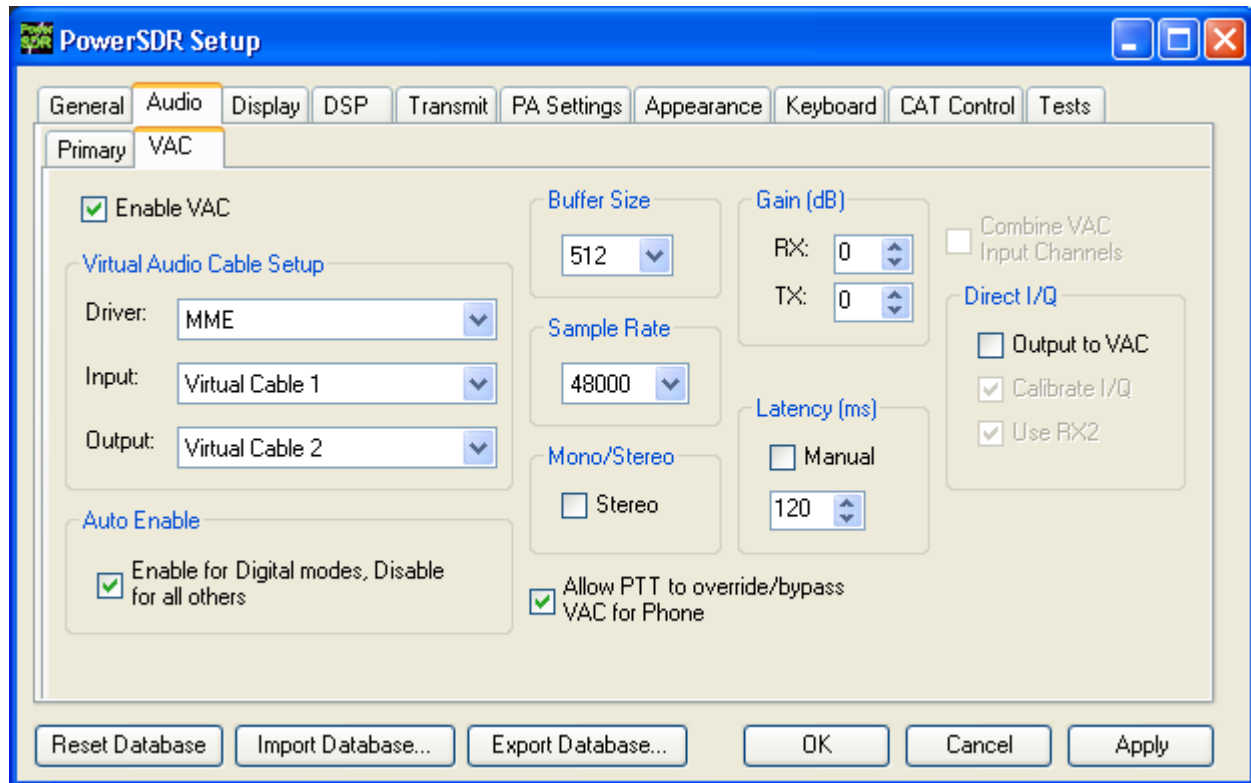 Power SDR PowerSDR Setup
General Audio Display DSP Transmit PA Settings Appearance Keyboard CAT Control Tests
Primary VAC
Enable VAC
Virtual Audio Cable Setup
Driver: MME
Input: Virtual Cable 1
Output: Virtual Cable 2
Auto Enable
Enable for Digital modes, Disable
for all others
Buffer Size
512
Sample Rate
48000
Mono/Stereo
Stereo
Gain (dB)
RX: 0
TX: 0
Latency (ms)
Manual
120
Allow PTT to override/bypass
VAC for Phone
Combine VAC
Input Channels
Direct I/Q
Output to VAC
Calibrate I/Q
Use RX2
Reset Database Import Database... Export Database... OK Cancel Apply